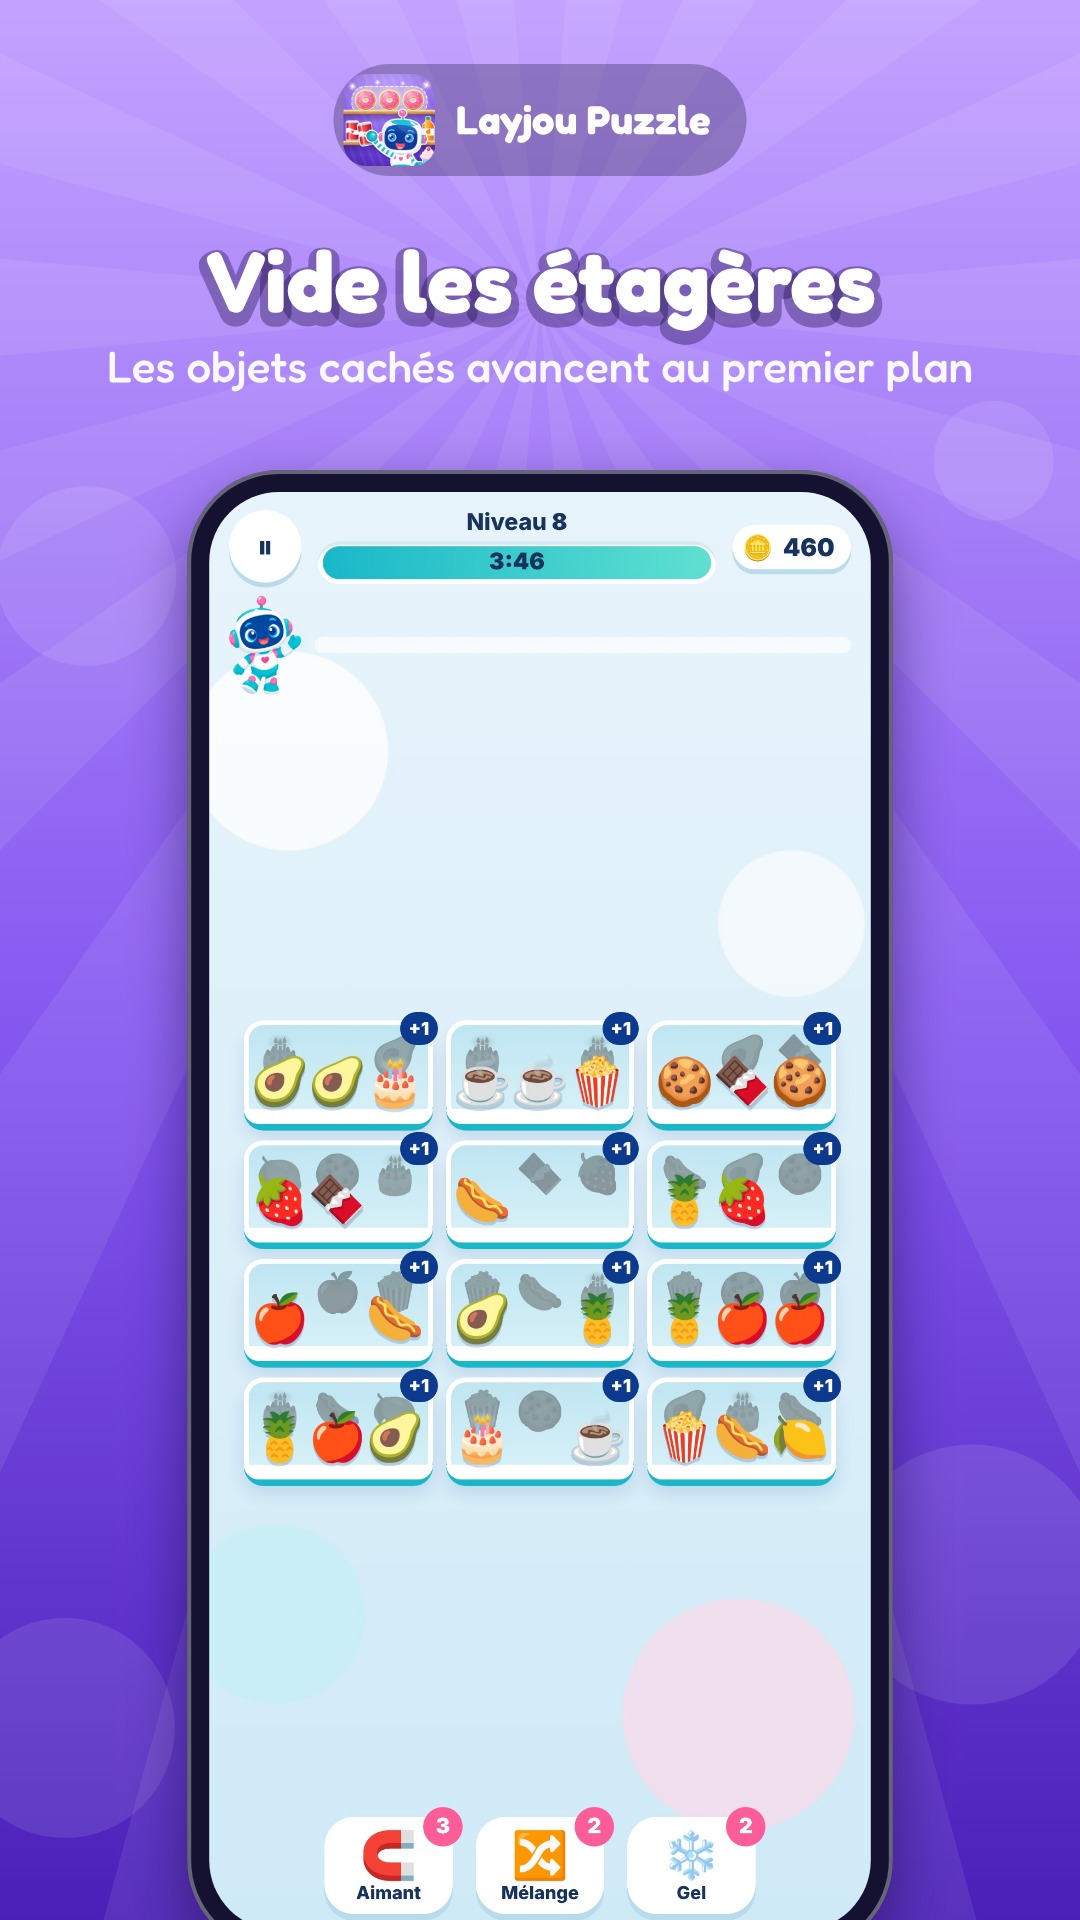 Layjou Puzzle
Vide les étagères
Les objets cachés avancent au premier plan
Niveau 8
3:46
460
+1 +1 +1
+1 +1 +1
+1 +1 +1
+1 +1 +1
3 2 2
Aimant Mélange Gel